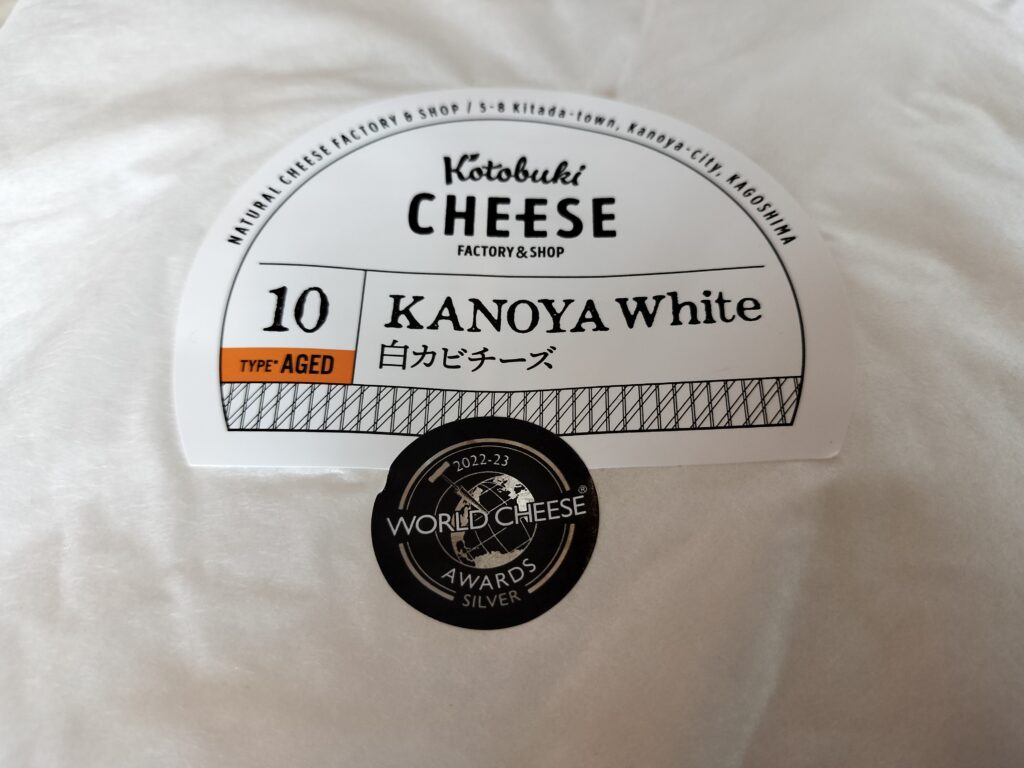 NATURAL CHEESE FACTORY & SHOP / 5-8 Kitada-town, Kanoya-city, KAGOSHIMA
Kotobuki
CHEESE
FACTORY & SHOP
10
KANOYA White
TYPE* AGED
白カビチーズ
2022-23
WORLD CHEESE®
AWARDS
SILVER